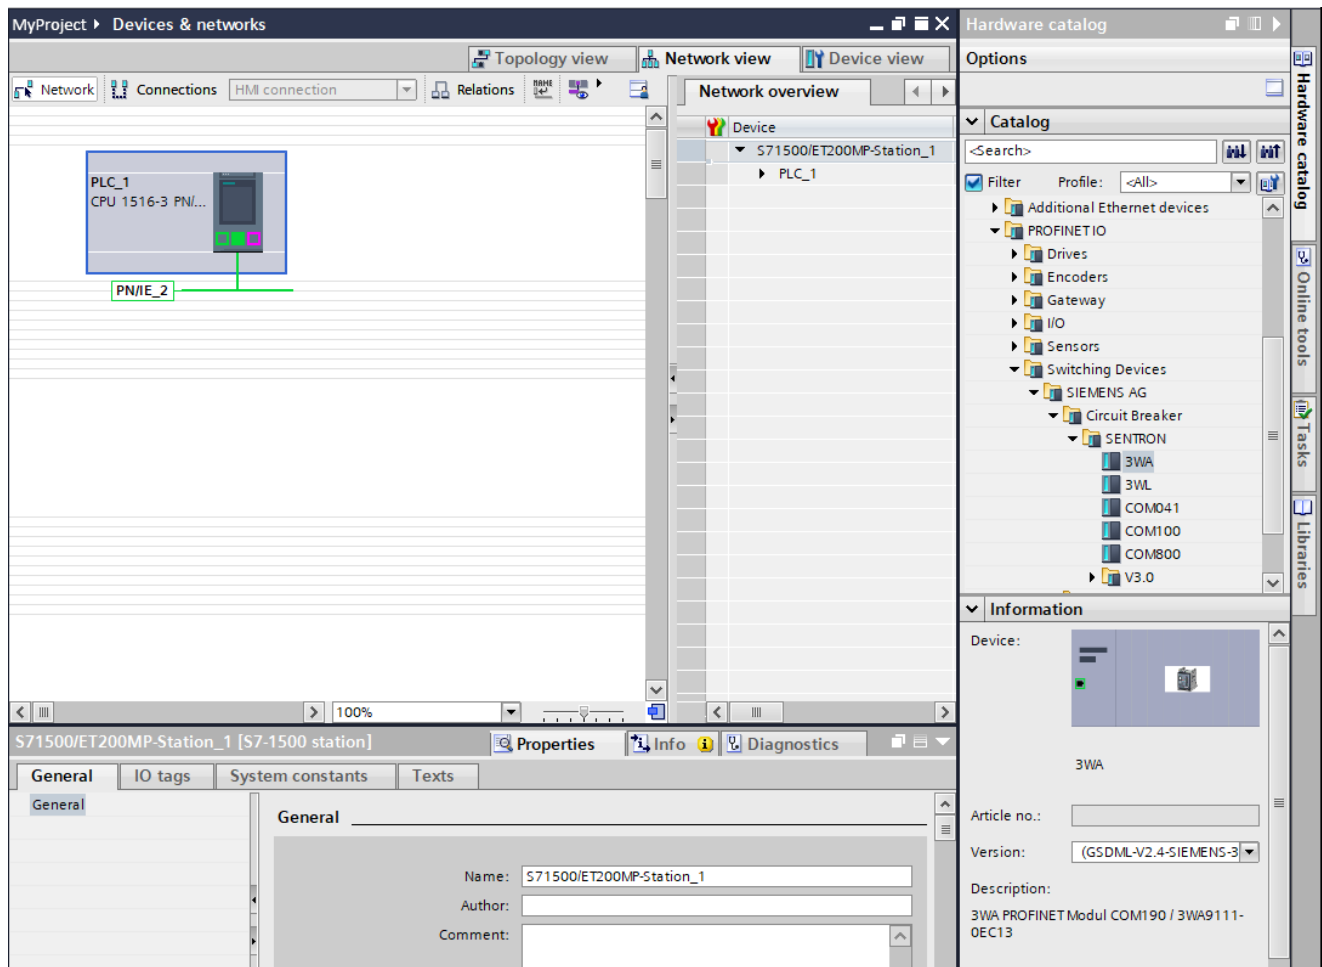 MyProject Devices & networks
Topology view
Network view
Device view
Network
Connections
HMI connection
Relations
NAME
PLC_1
CPU 1516-3 PN/...
PN/IE_2
100%
Network overview
Device
S71500/ET200MP-Station_1
PLC_1
S71500/ET200MP-Station_1 [S7-1500 station]
Properties
Info
Diagnostics
General
IO tags
System constants
Texts
General
General
Name:
S71500/ET200MP-Station_1
Author:
Comment:
Hardware catalog
Options
Catalog
<Search>
Filter
Profile:
<All>
Additional Ethernet devices
PROFINET IO
Drives
Encoders
Gateway
I/O
Sensors
Switching Devices
SIEMENS AG
Circuit Breaker
SENTRON
3WA
3WL
COM041
COM100
COM800
V3.0
Information
Device:
3WA
Article no.:
Version:
(GSDML-V2.4-SIEMENS-3
Description:
3WA PROFINET Modul COM190 / 3WA9111-
0EC13
Hardware catalog
Online tools
Tasks
Libraries